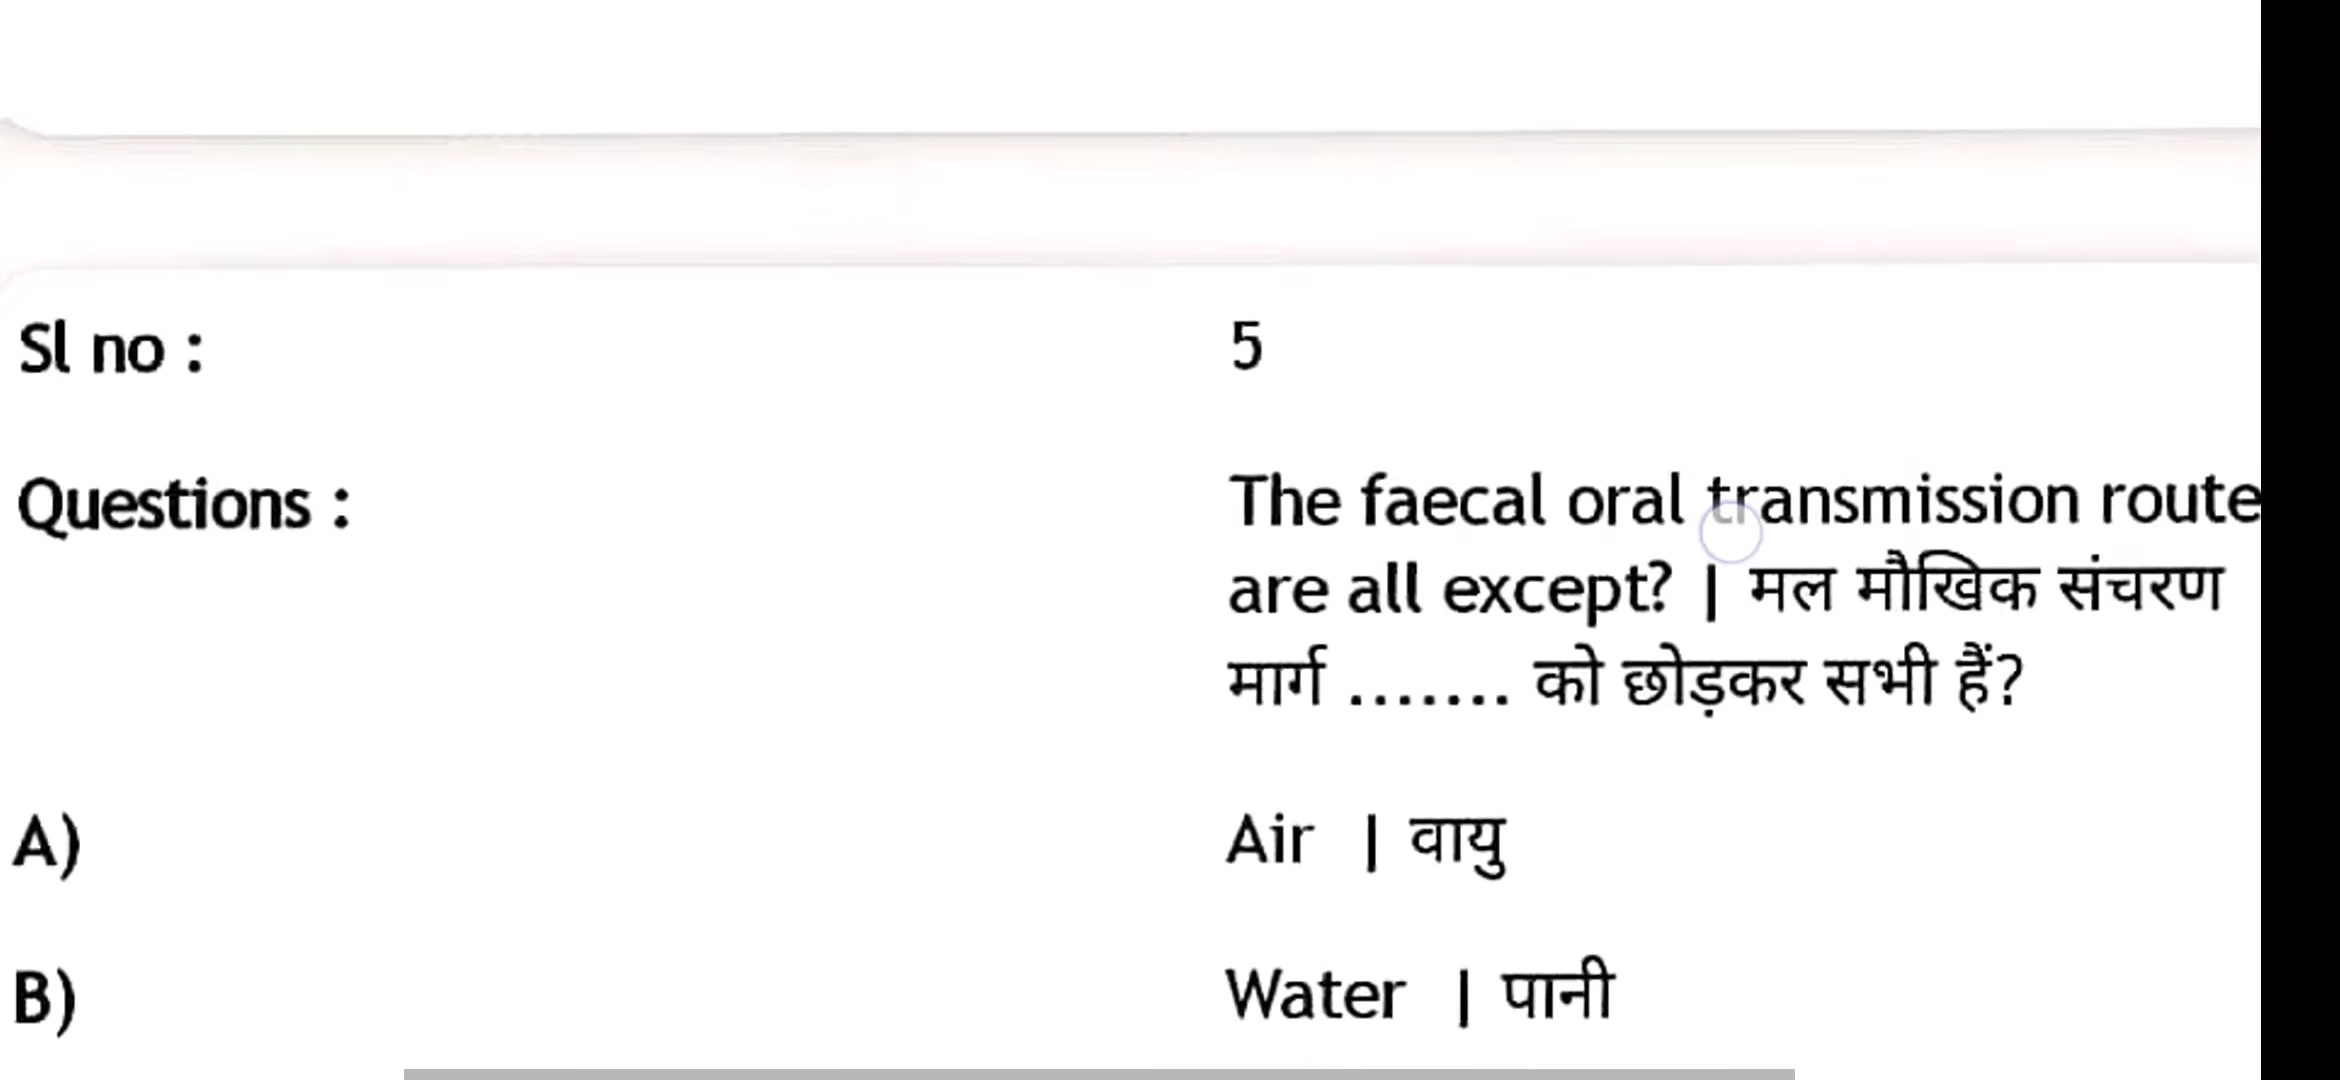 Sl no : 5
Questions : The faecal oral transmission route
are all except? | मल मौखिक संचरण
मार्ग ....... को छोड़कर सभी हैं?
A) Air | वायु
B) Water | पानी